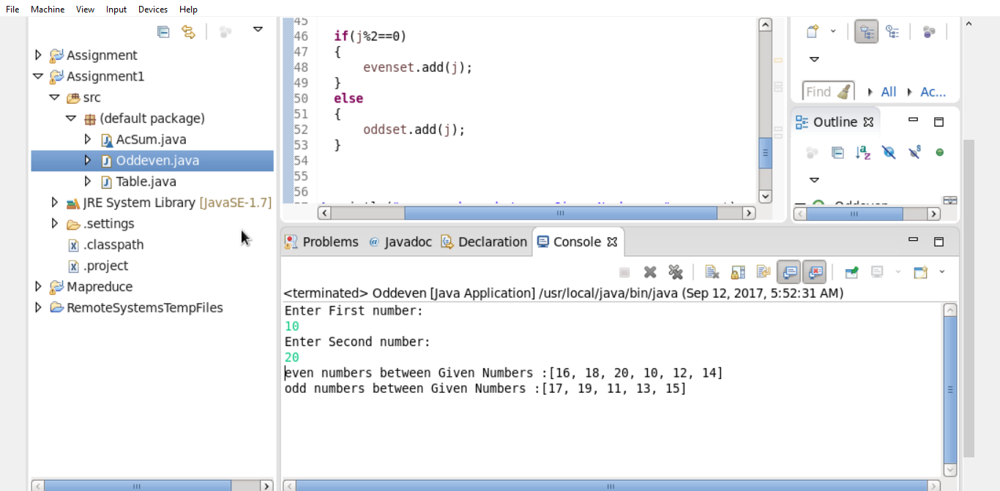 File Machine View Input Devices Help
Assignment
Assignment1
src
(default package)
AcSum.java
Oddeven.java
Table.java
JRE System Library [JavaSE-1.7]
.settings
.classpath
.project
Mapreduce
RemoteSystemsTempFiles
45
46 if(j%2==0)
47 {
48 evenset.add(j);
49 }
50 else
51 {
52 oddset.add(j);
53 }
54
55
56
Find All Ac...
Outline
Oddeven
Problems @ Javadoc Declaration Console
<terminated> Oddeven [Java Application] /usr/local/java/bin/java (Sep 12, 2017, 5:52:31 AM)
Enter First number:
10
Enter Second number:
20
even numbers between Given Numbers :[16, 18, 20, 10, 12, 14]
odd numbers between Given Numbers :[17, 19, 11, 13, 15]